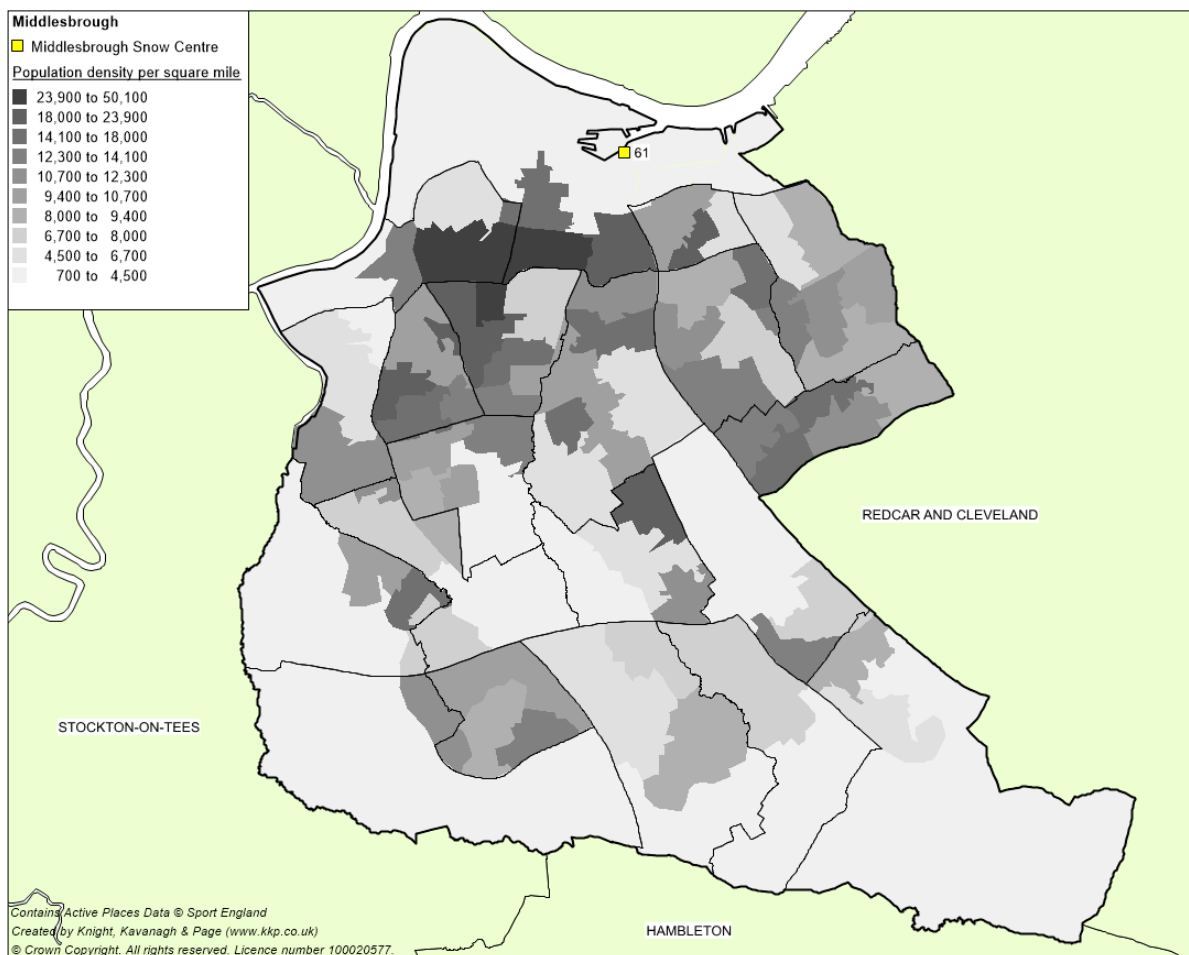 Middlesbrough
Middlesbrough Snow Centre
Population density per square mile
23,900 to 50,100
18,000 to 23,900
14,100 to 18,000
12,300 to 14,100
10,700 to 12,300
9,400 to 10,700
8,000 to 9,400
6,700 to 8,000
4,500 to 6,700
700 to 4,500
61
REDCAR AND CLEVELAND
STOCKTON-ON-TEES
HAMBLETON
Contains Active Places Data © Sport England
Created by Knight, Kavanagh & Page (www.kkp.co.uk)
© Crown Copyright. All rights reserved. Licence number 100020577.